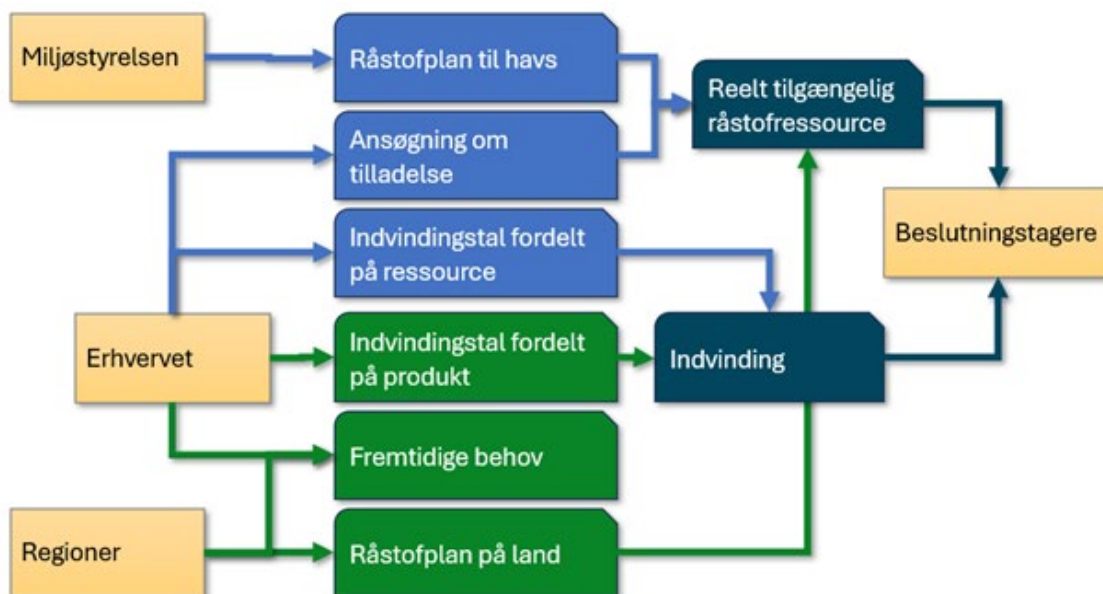 Miljøstyrelsen
Råstofplan til havs
Reelt tilgængelig
råstofressource
Ansøgning om
tilladelse
Beslutningstagere
Indvindingstal fordelt
på ressource
Erhvervet
Indvindingstal fordelt
på produkt
Indvinding
Fremtidige behov
Regioner
Råstofplan på land